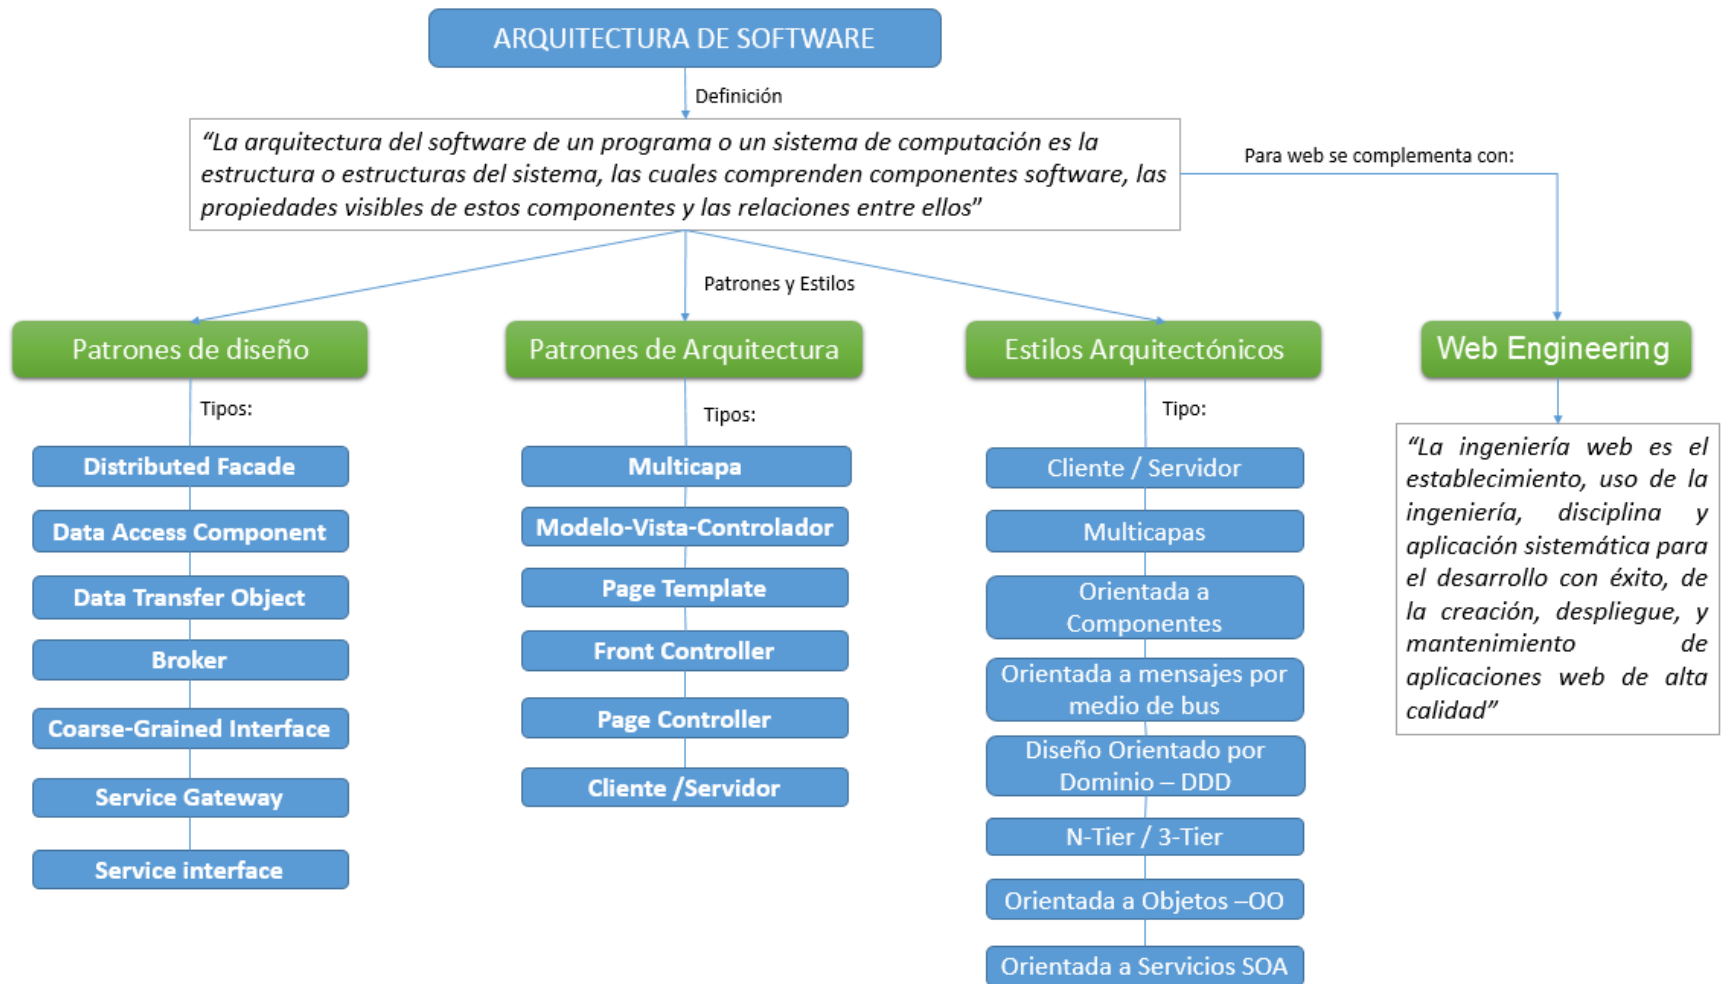 ARQUITECTURA DE SOFTWARE
Definición
“La arquitectura del software de un programa o un sistema de computación es la
estructura o estructuras del sistema, las cuales comprenden componentes software, las
propiedades visibles de estos componentes y las relaciones entre ellos”
Para web se complementa con:
Patrones y Estilos
Patrones de diseño
Tipos:
Distributed Facade
Data Access Component
Data Transfer Object
Broker
Coarse-Grained Interface
Service Gateway
Service interface
Patrones de Arquitectura
Tipos:
Multicapa
Modelo-Vista-Controlador
Page Template
Front Controller
Page Controller
Cliente /Servidor
Estilos Arquitectónicos
Tipo:
Cliente / Servidor
Multicapas
Orientada a
Componentes
Orientada a mensajes por
medio de bus
Diseño Orientado por
Dominio – DDD
N-Tier / 3-Tier
Orientada a Objetos –OO
Orientada a Servicios SOA
Web Engineering
“La ingeniería web es el
establecimiento, uso de la
ingeniería, disciplina y
aplicación sistemática para
el desarrollo con éxito, de
la creación, despliegue, y
mantenimiento de
aplicaciones web de alta
calidad”